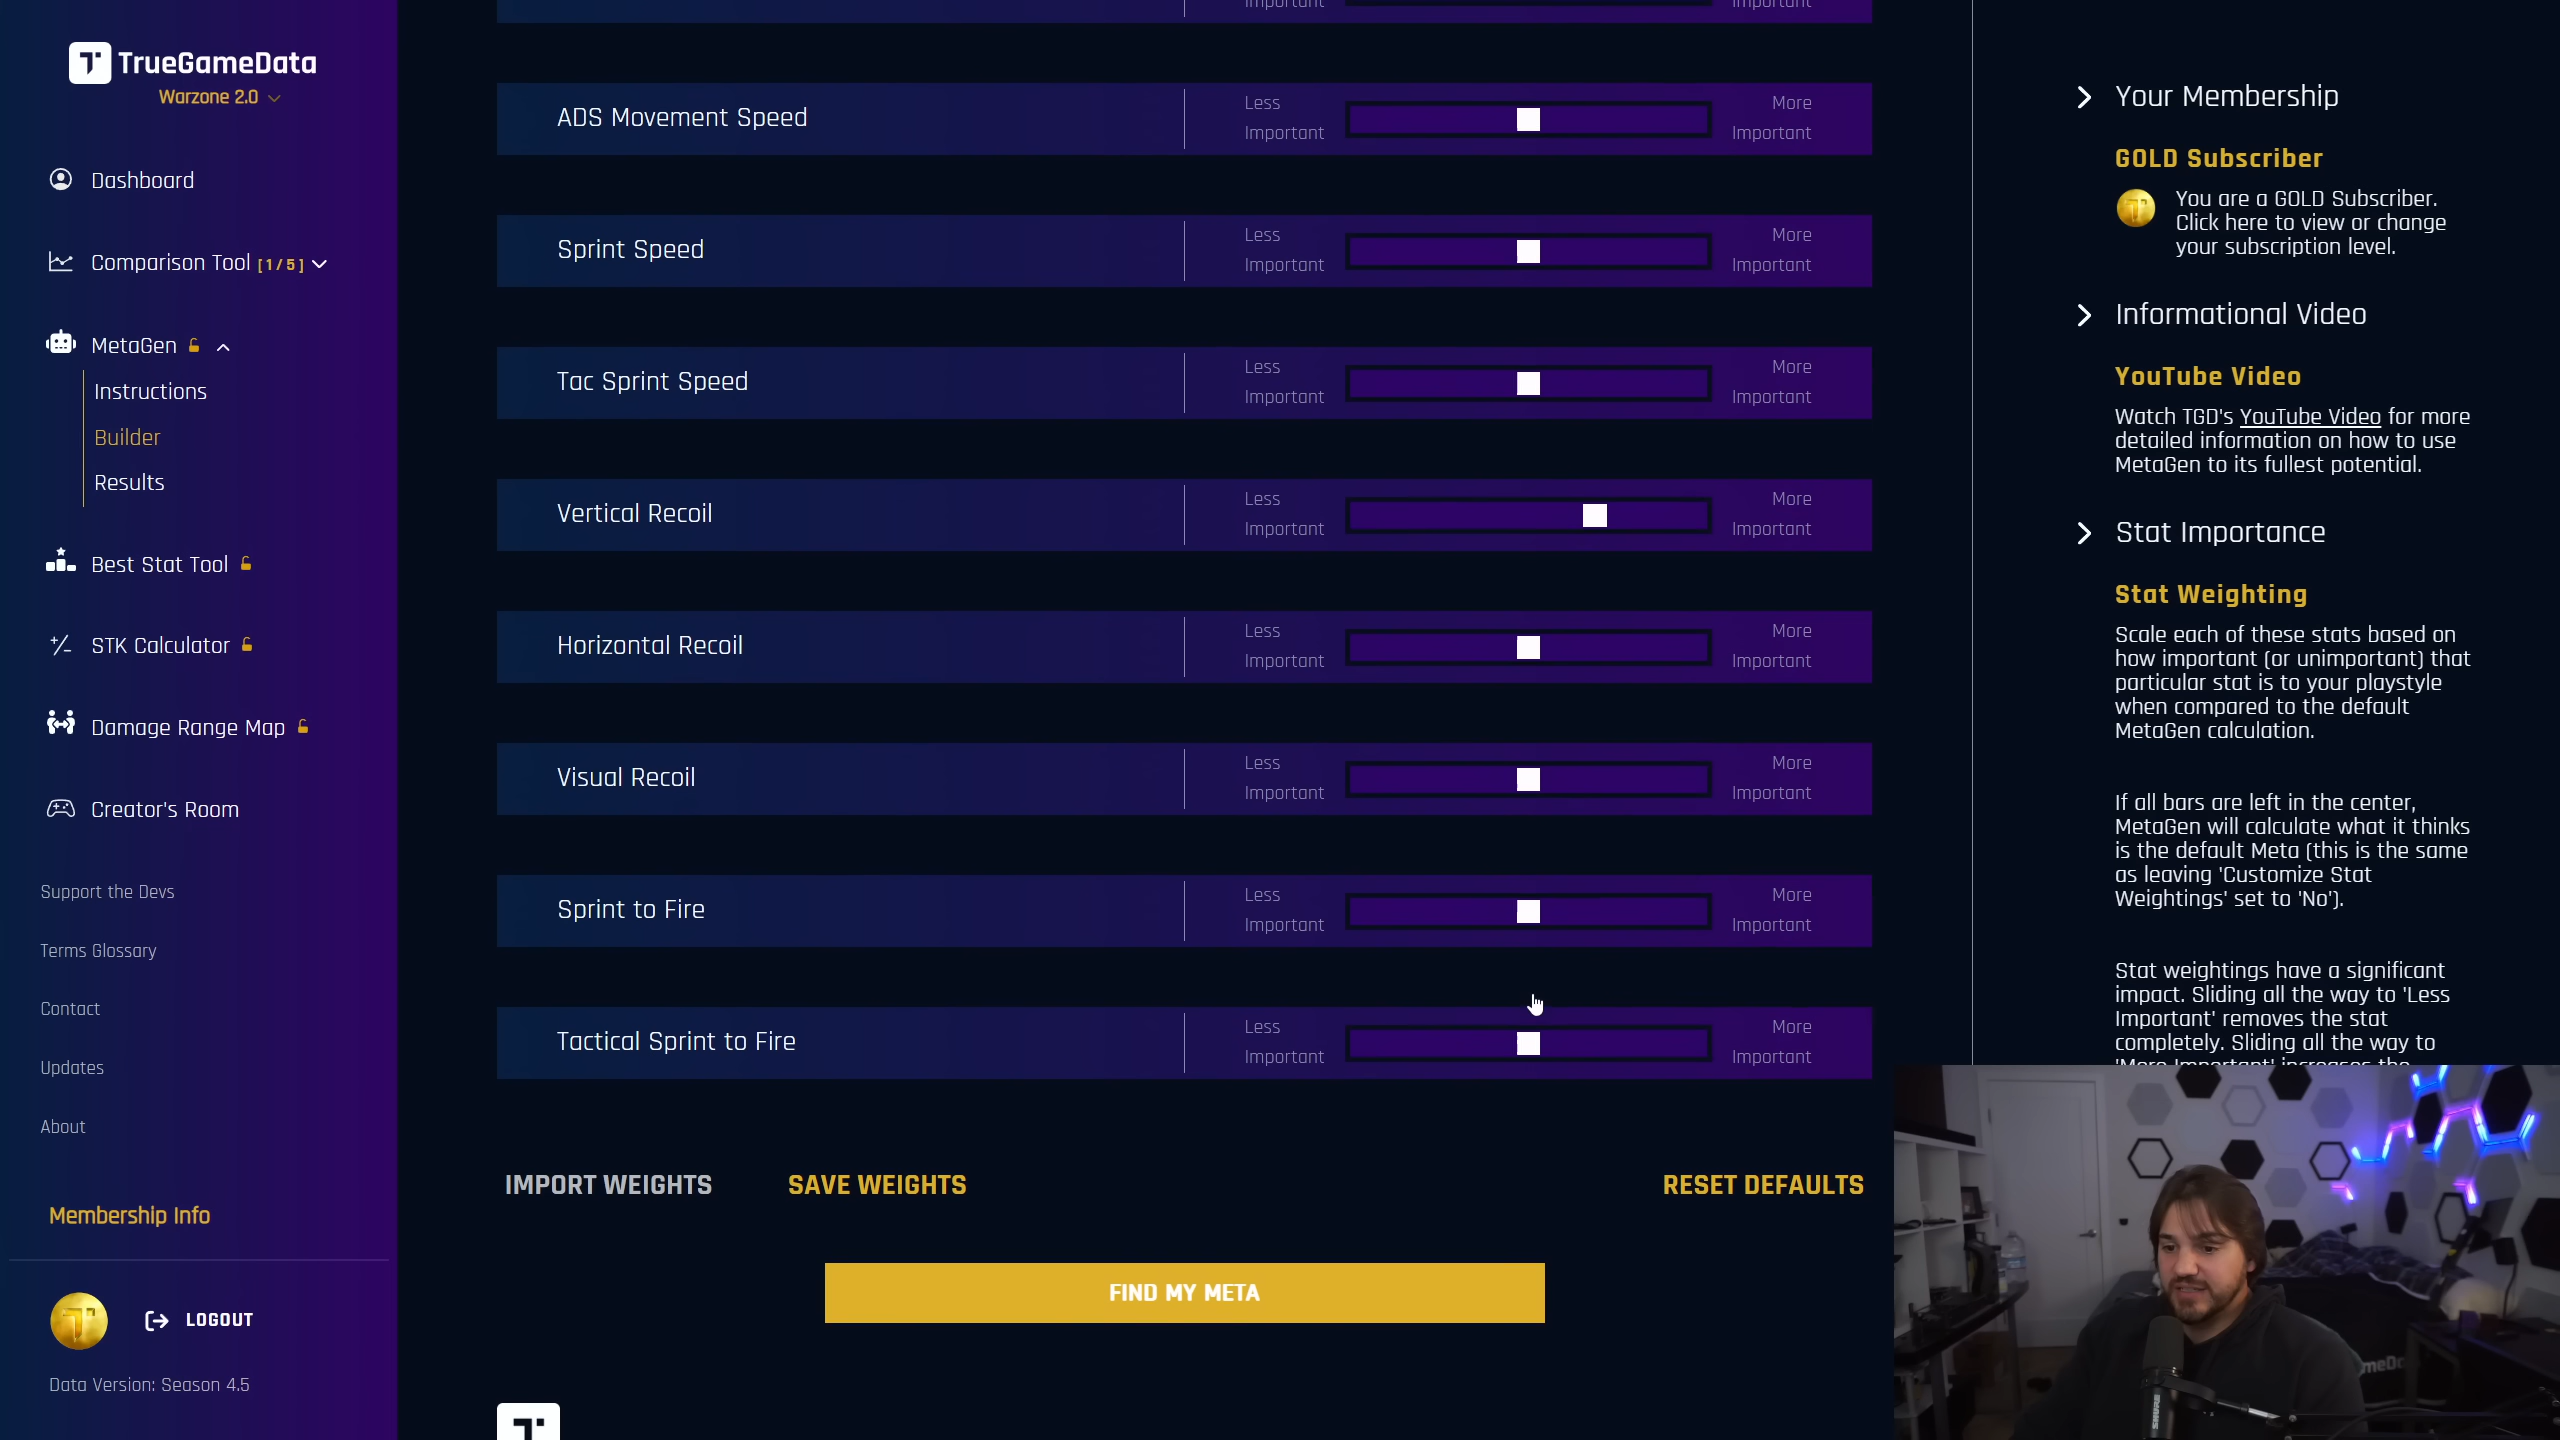 TrueGameData
Warzone 2.0
Dashboard
Comparison Tool [1/5]
MetaGen
Instructions
Builder
Results
Best Stat Tool
STK Calculator
Damage Range Map
Creator's Room
Support the Devs
Terms Glossary
Contact
Updates
About
Membership Info
LOGOUT
Data Version: Season 4.5
Important
Important
ADS Movement Speed
Less
Important
More
Important
Sprint Speed
Less
Important
More
Important
Tac Sprint Speed
Less
Important
More
Important
Vertical Recoil
Less
Important
More
Important
Horizontal Recoil
Less
Important
More
Important
Visual Recoil
Less
Important
More
Important
Sprint to Fire
Less
Important
More
Important
Tactical Sprint to Fire
Less
Important
More
Important
IMPORT WEIGHTS
SAVE WEIGHTS
RESET DEFAULTS
FIND MY META
Your Membership
GOLD Subscriber
You are a GOLD Subscriber.
Click here to view or change
your subscription level.
Informational Video
YouTube Video
Watch TGD's YouTube Video for more
detailed information on how to use
MetaGen to its fullest potential.
Stat Importance
Stat Weighting
Scale each of these stats based on
how important (or unimportant) that
particular stat is to your playstyle
when compared to the default
MetaGen calculation.
If all bars are left in the center,
MetaGen will calculate what it thinks
is the default Meta (this is the same
as leaving 'Customize Stat
Weightings' set to 'No').
Stat weightings have a significant
impact. Sliding all the way to 'Less
Important' removes the stat
completely. Sliding all the way to
'More Important' increases the